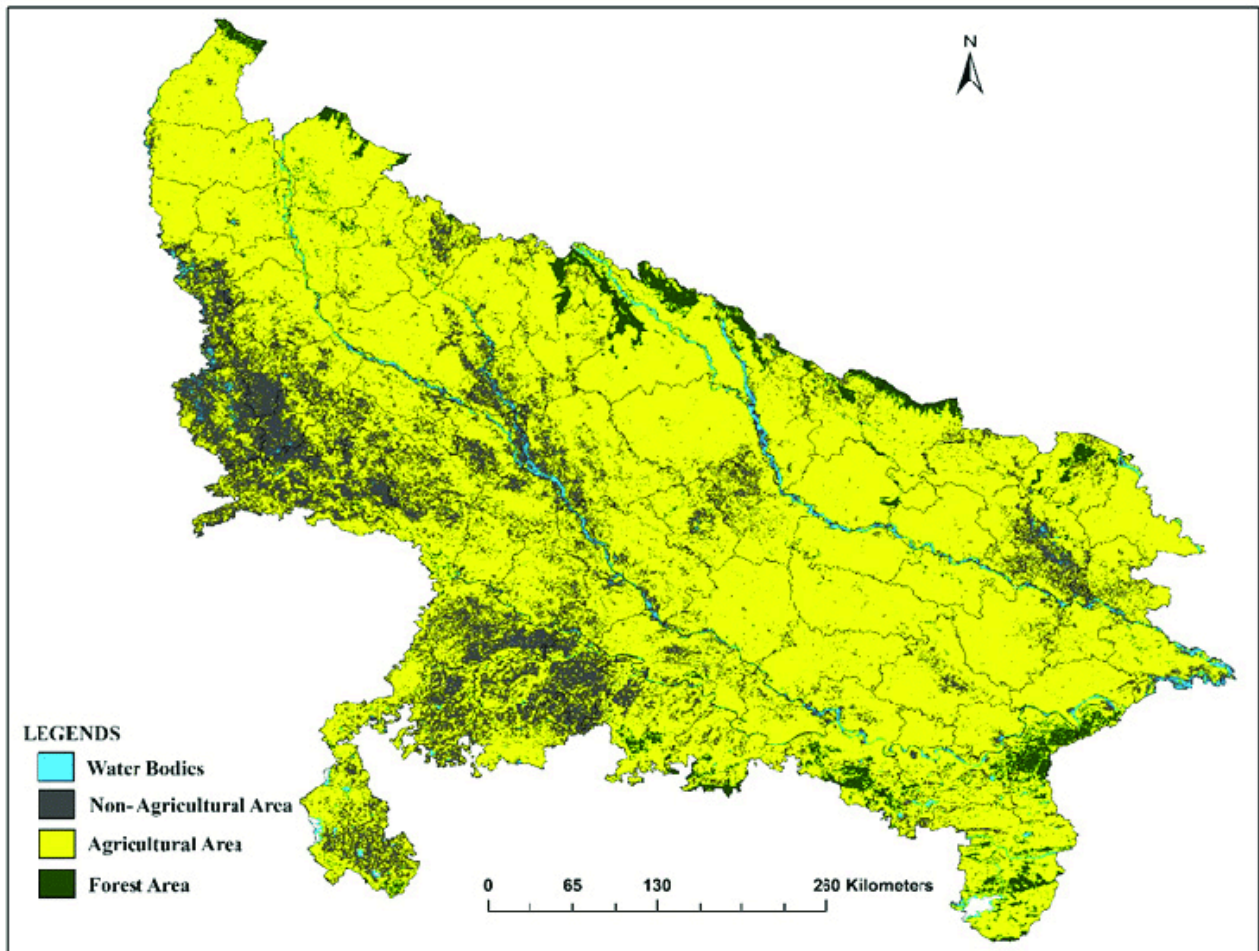 N
LEGENDS
Water Bodies
Non-Agricultural Area
Agricultural Area
Forest Area
0 65 130 260 Kilometers